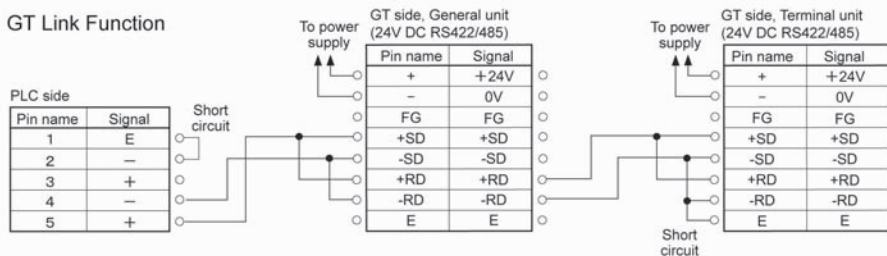 GT Link Function
PLC side
Pin name Signal
1 E
2 −
3 +
4 −
5 +
Short
circuit
To power
supply
GT side, General unit
(24V DC RS422/485)
Pin name Signal
+ +24V
− 0V
FG FG
+SD +SD
-SD -SD
+RD +RD
-RD -RD
E E
To power
supply
GT side, Terminal unit
(24V DC RS422/485)
Pin name Signal
+ +24V
− 0V
FG FG
+SD +SD
-SD -SD
+RD +RD
-RD -RD
E E
Short
circuit